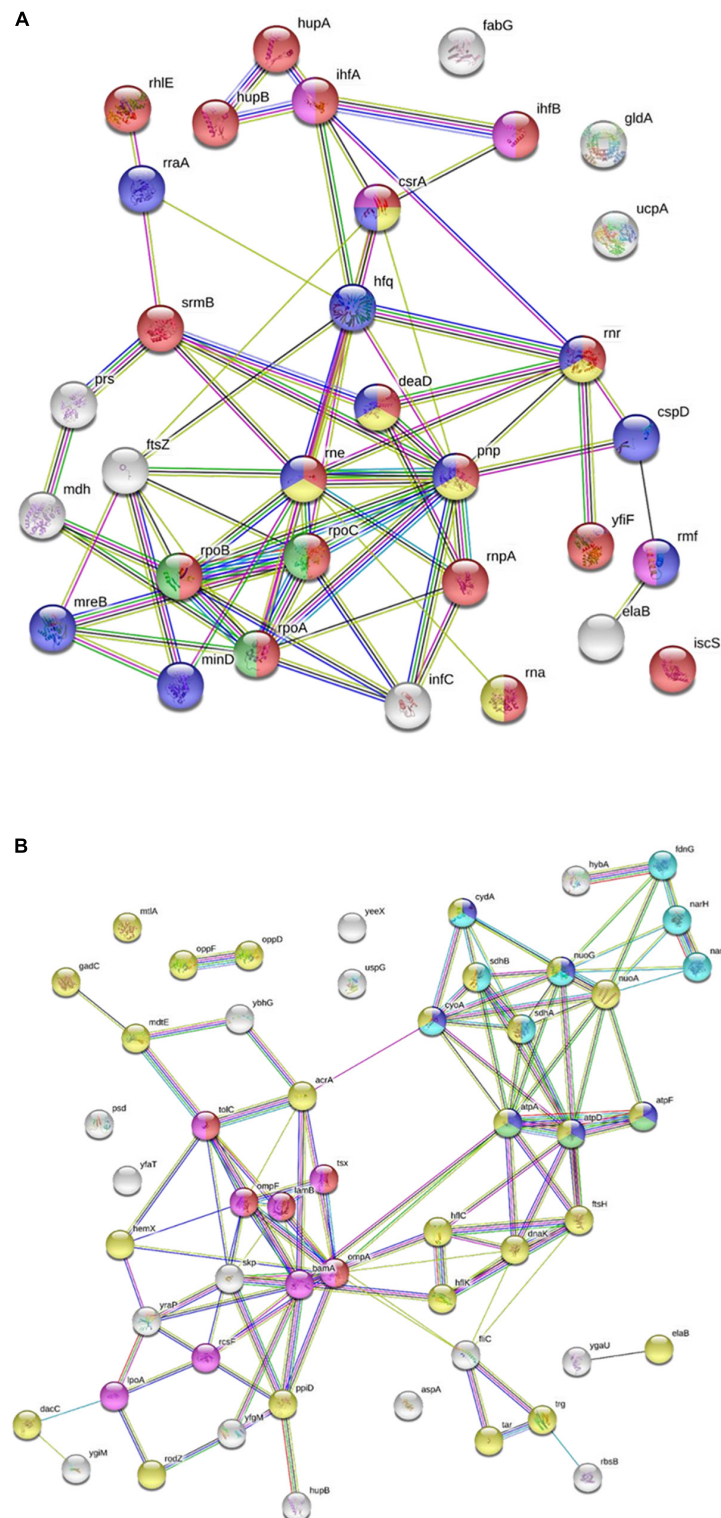 A
hupA
fabG
rhlE
ihfA
hupB
ihfB
gldA
rraA
csrA
ucpA
hfq
srmB
rnr
prs
deaD
cspD
ftsZ
rne
pnp
mdh
yfiF
rpoC
rmf
rpoB
rnpA
mreB
rpoA
elaB
minD
iscS
infC
rna
B
fdnG
hybA
cydA
narH
mtlA
yeeX
oppF
oppD
nuoG
sdhB
nar
gadC
uspG
nuoA
ybhG
cyoA
sdhA
mdtE
acrA
atpF
psd
tolC
atpA
atpD
yfaT
tsx
ompF
lamB
ftsH
hemX
hflC
dnaK
skp
ompA
bamA
hflK
yraP
rcsF
fliC
elaB
ygaU
lpoA
ppiD
aspA
dacC
yfgM
trg
tar
ygiM
rodZ
rbsB
hupB